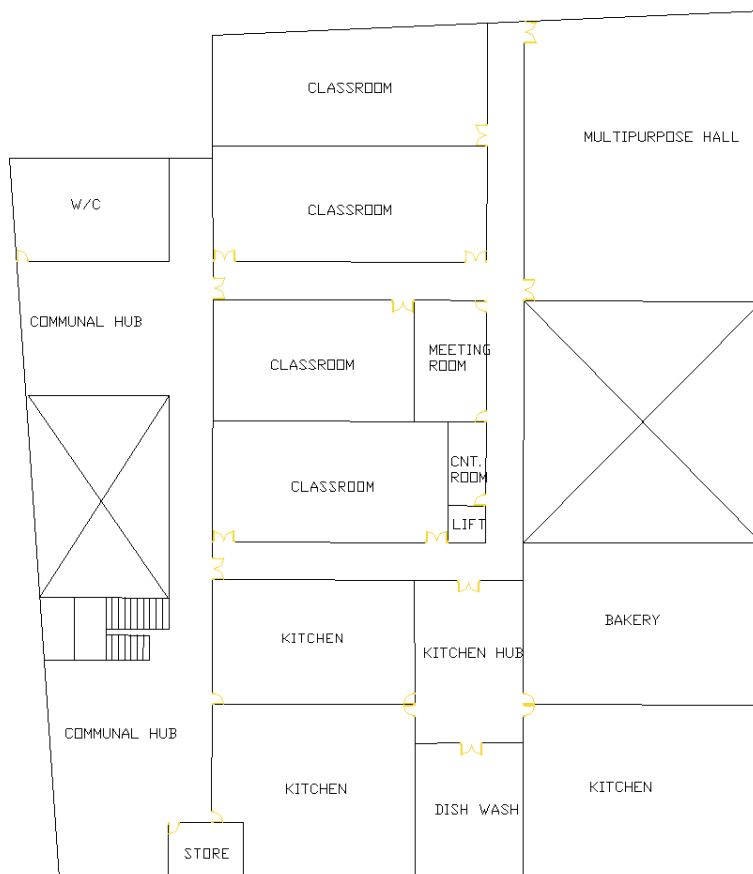 CLASSROOM
MULTIPURPOSE HALL
W/C
CLASSROOM
COMMUNAL HUB
CLASSROOM
MEETING
ROOM
CLASSROOM
CNT.
ROOM
LIFT
KITCHEN
KITCHEN HUB
BAKERY
COMMUNAL HUB
KITCHEN
DISH WASH
KITCHEN
STORE